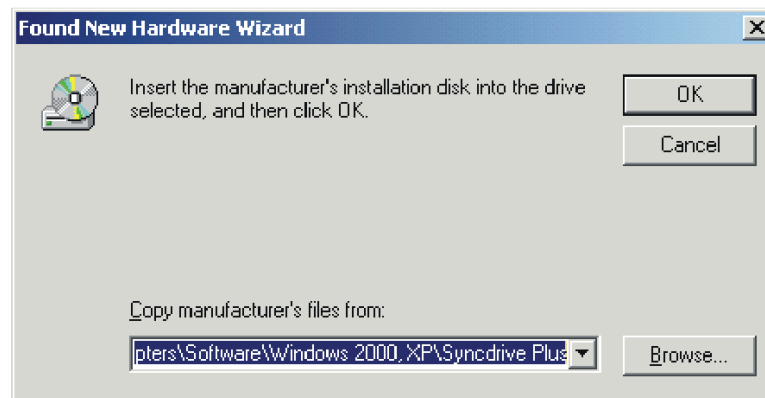 Found New Hardware Wizard
Insert the manufacturer's installation disk into the drive
selected, and then click OK.
OK
Cancel
Copy manufacturer's files from:
pters\Software\Windows 2000, XP\Syncdrive Plus
Browse...